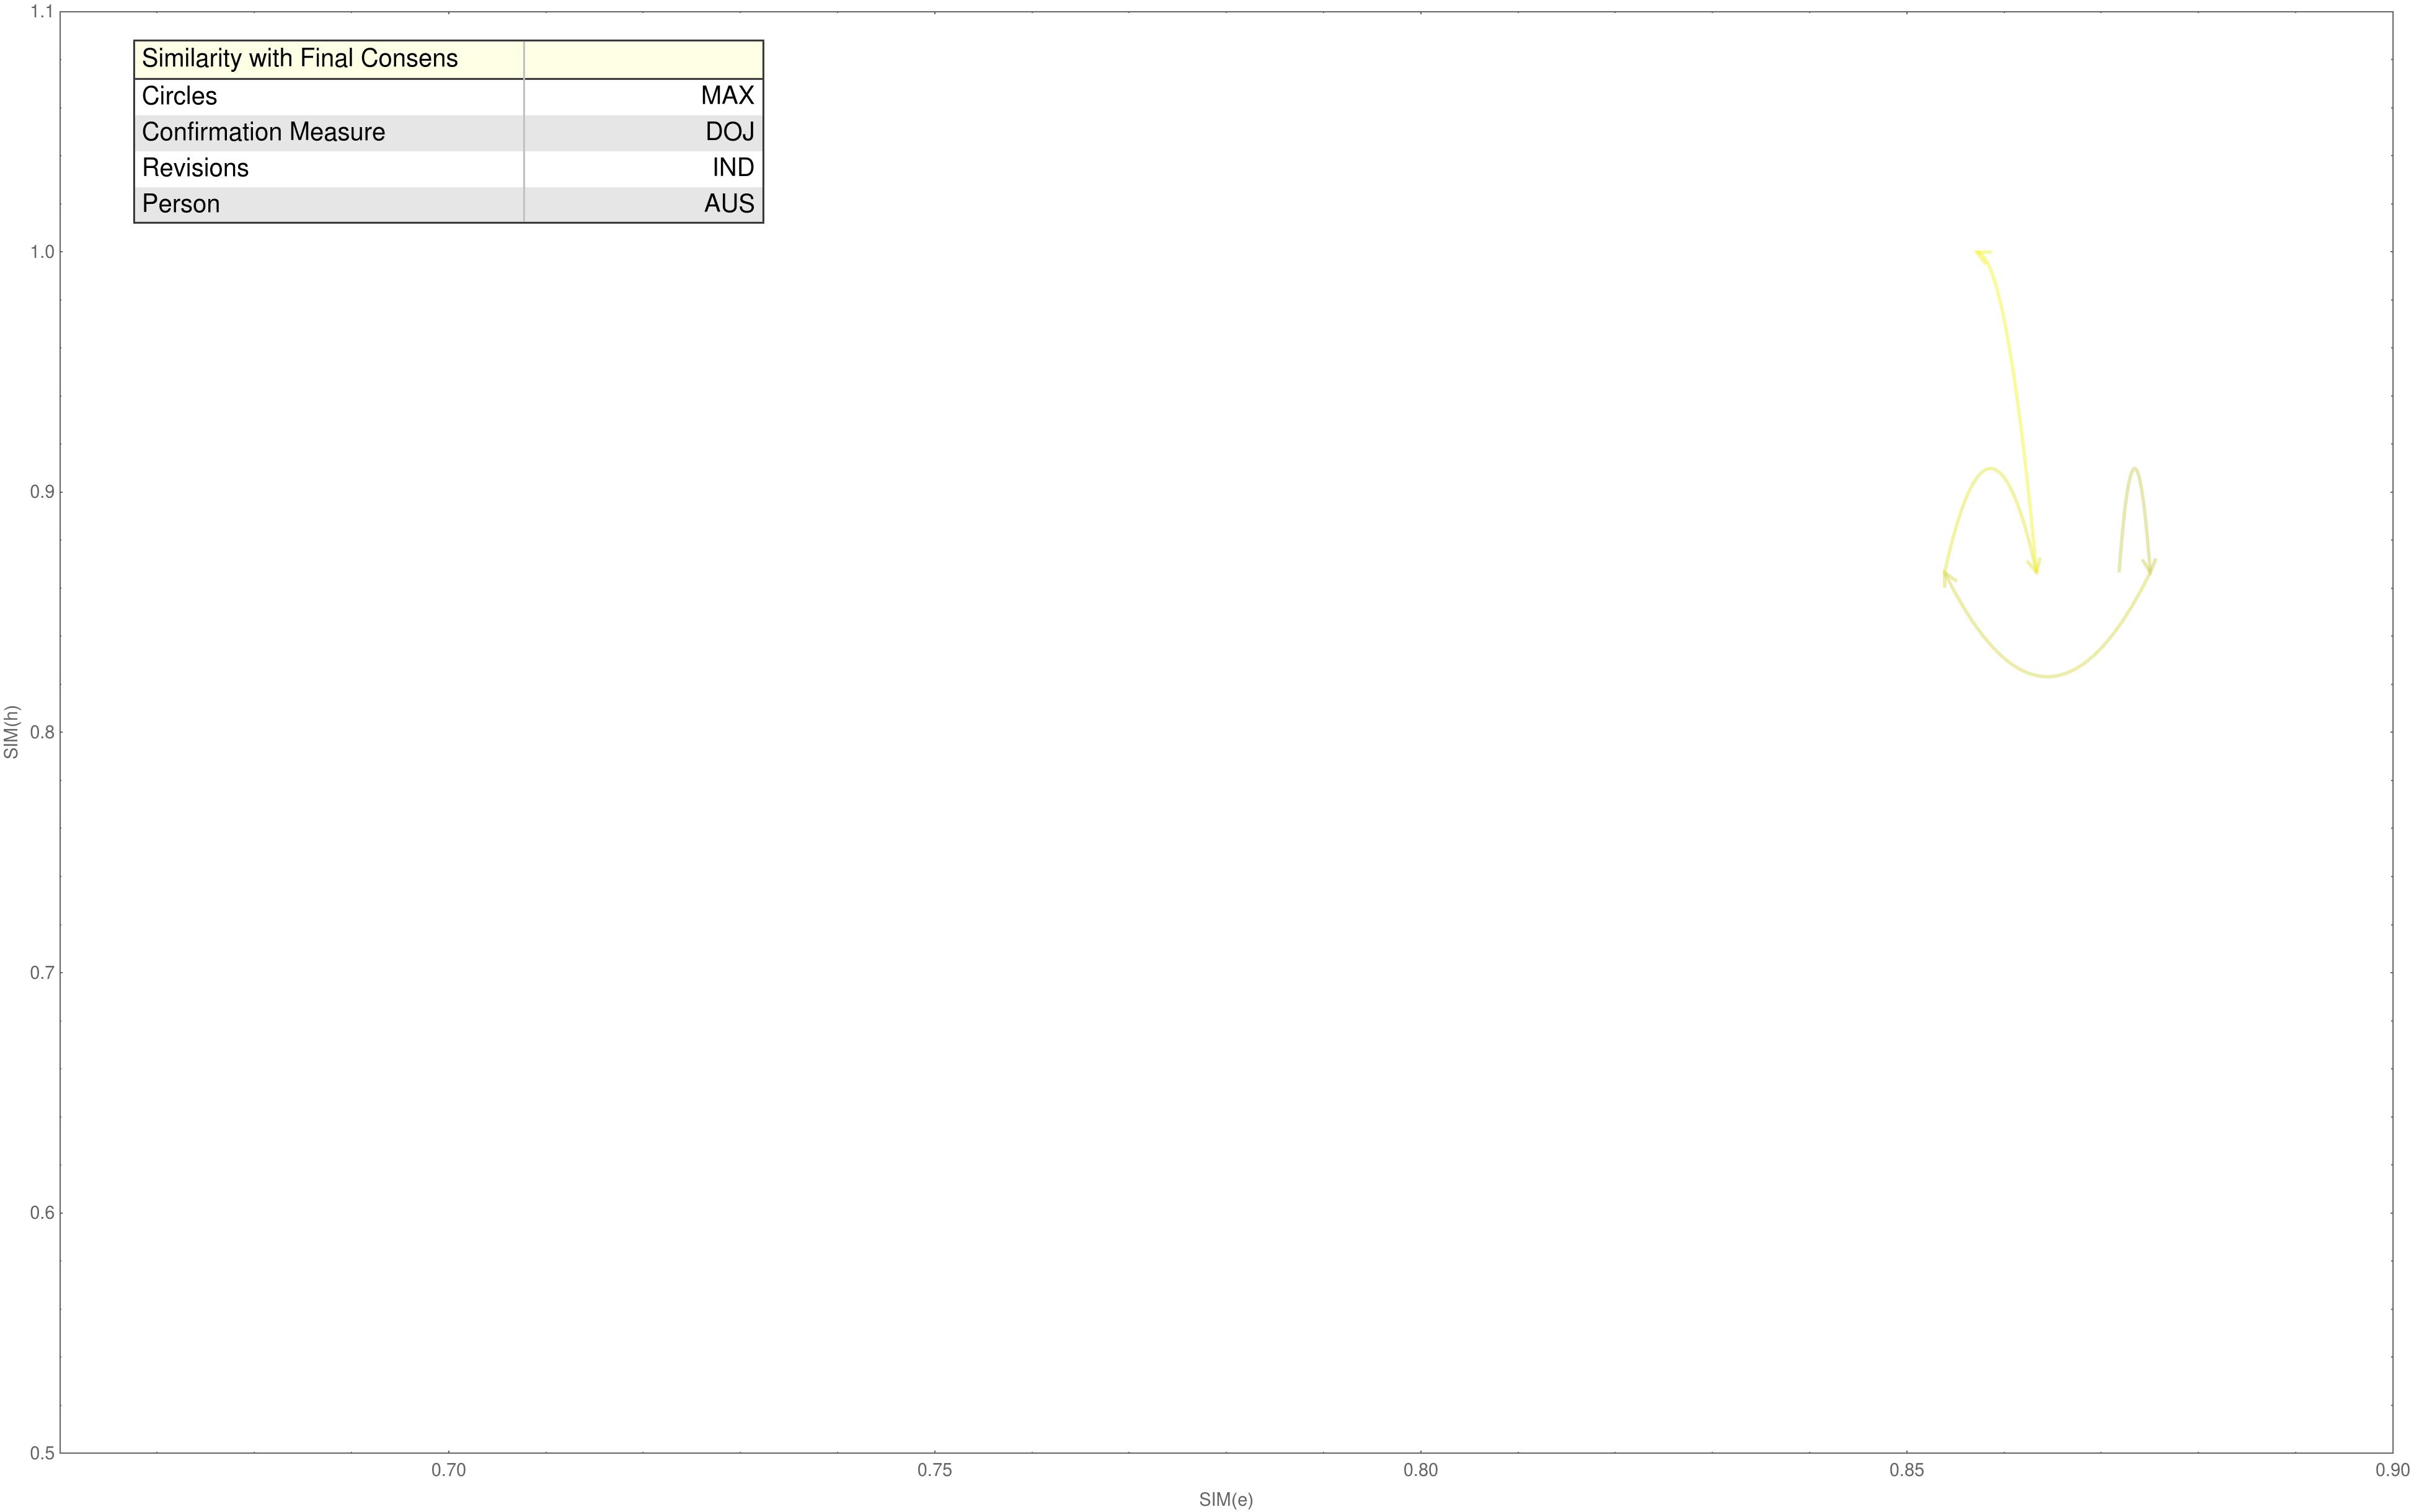 1.1
Similarity with Final Consens
Circles MAX
Confirmation Measure DOJ
Revisions IND
Person AUS
1.0
0.9
0.8
SIM(h)
0.7
0.6
0.5
0.70 0.75 0.80 0.85 0.90
SIM(e)